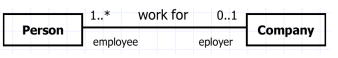 1..* work for 0..1
Person Company
employee eployer